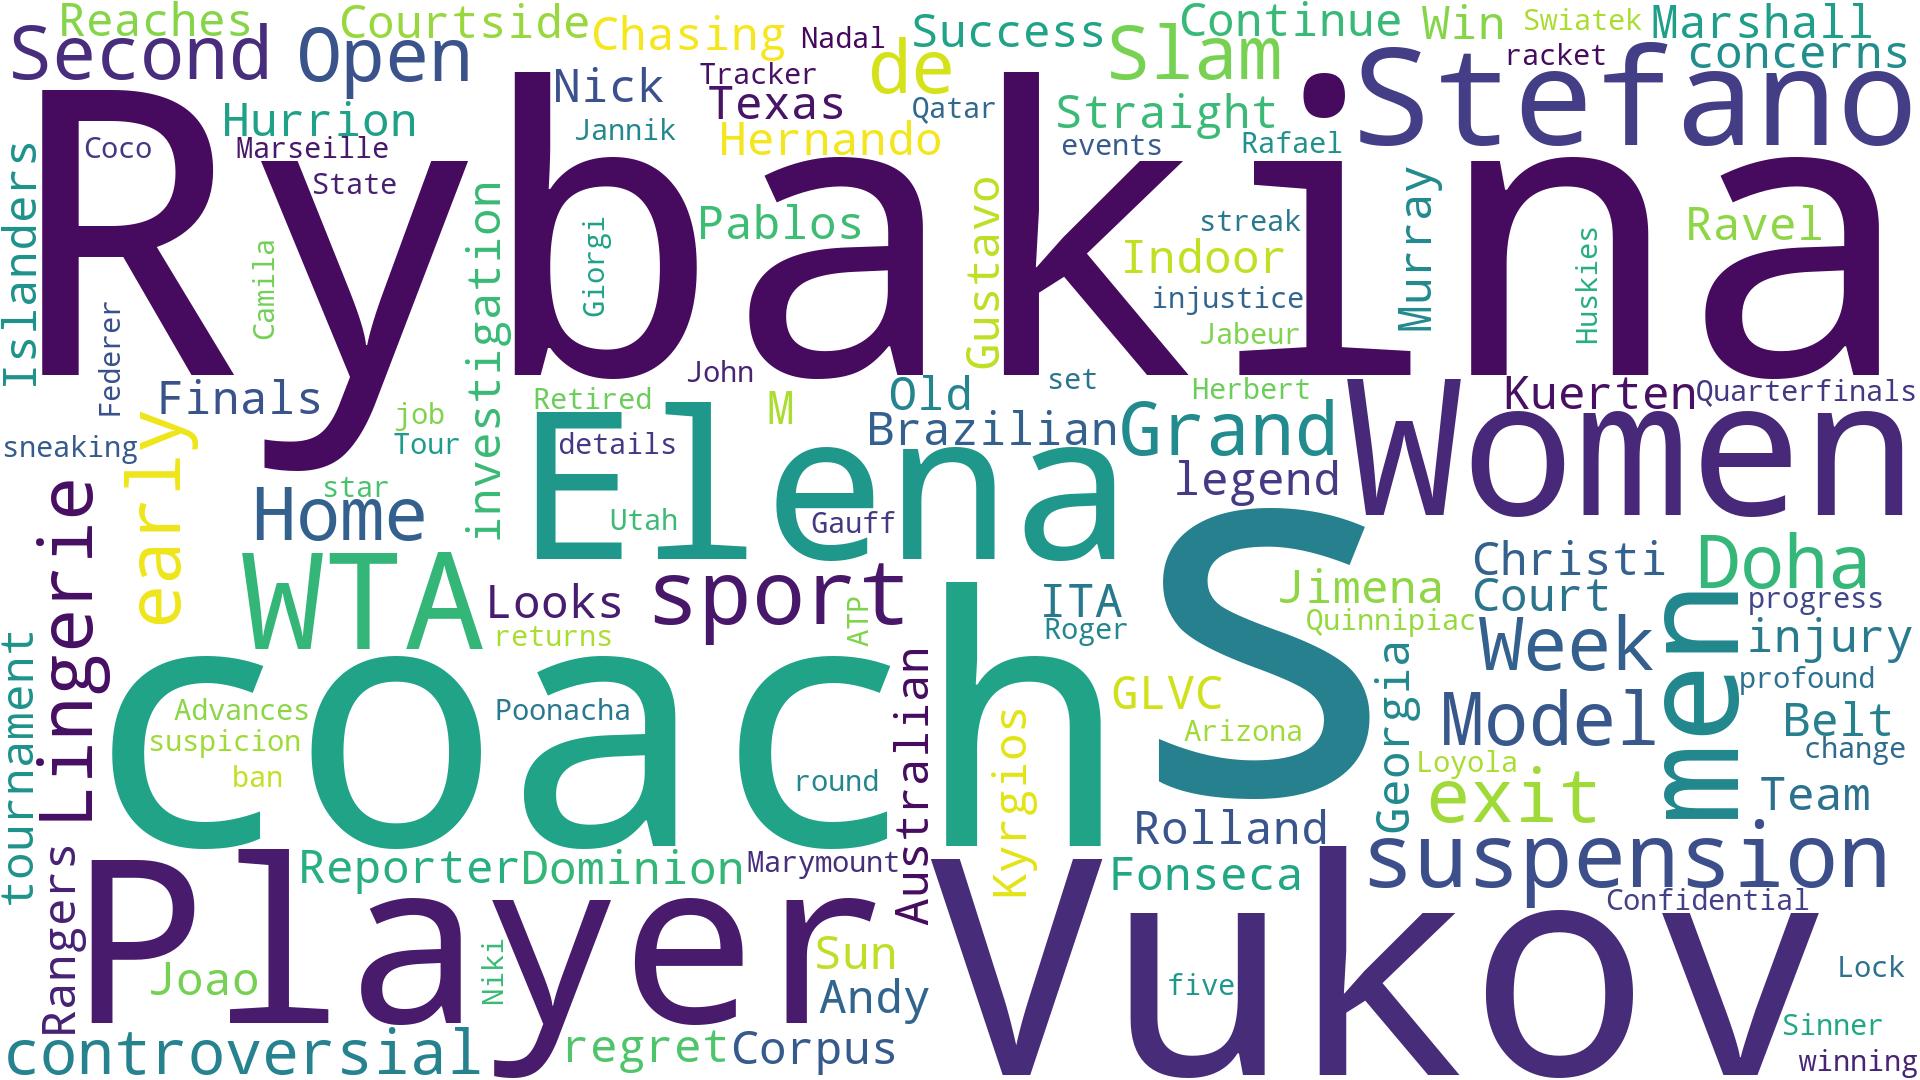 Reaches
Courtside
Chasing
Nadal
Success
Slam
Continue
Win
Swiatek
Marshall
Second
Open
Nick
Tracker
Texas
de
Qatar
Straight
racket
concerns
Stefano
Rybakina
Hurrion
Marseille
State
Coco
Jannik
Hernando
events
Rafael
Islanders
Camila
investigation
Giorgi
Pablos
Gustavo
streak
Indoor
injustice
Jabeur
Murray
Huskies
Ravel
Federer
Finals
job
Tour
Retired
details
John
M
Old
Brazilian
set
Herbert
Grand
legend
Kuerten
Quarterfinals
Women
sneaking
early
star
Home
Elena
Utah
Gauff
Lingerie
WTA
Looks
returns
sport
ATP
ITA
Roger
S
Jimena
Quinnipiac
Christi
Court
Week
Doha
progress
injury
men
profound
tournament
coach
Advances
suspicion
ban
Poonacha
round
Australian
Kyrgios
GLVC
Arizona
Georgia
Model
Loyola
exit
Belt
change
Team
Rolland
suspension
Rangers
Reporter
Dominion
Marymount
Fonseca
Confidential
Player
Joao
Niki
Sun
Andy
Vukov
five
Lock
Sinner
winning
controversial
regret
Corpus